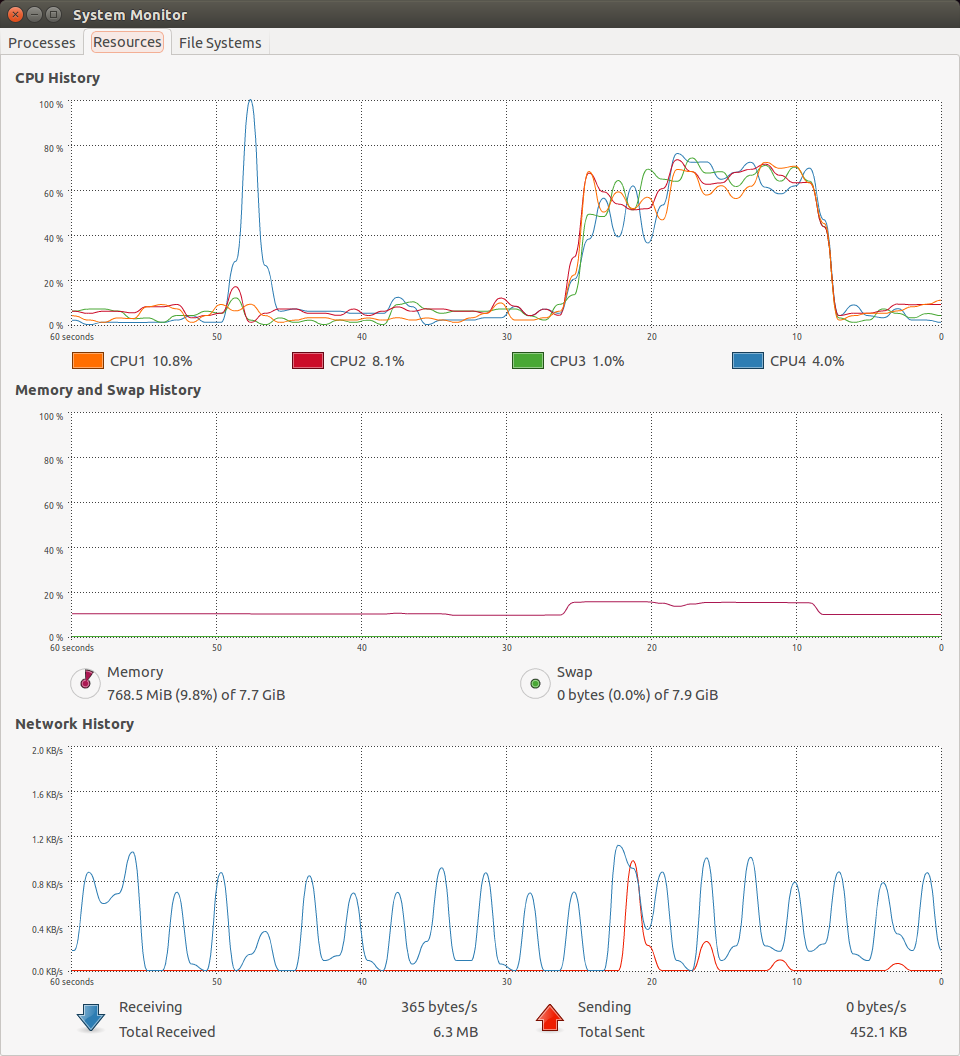 System Monitor
Processes Resources File Systems
CPU History
100 %
80 %
60 %
40 %
20 %
0 %
60 seconds 50 40 30 20 10 0
CPU1 10.8% CPU2 8.1% CPU3 1.0% CPU4 4.0%
Memory and Swap History
100 %
80 %
60 %
40 %
20 %
0 %
60 seconds 50 40 30 20 10 0
Memory Swap
768.5 MiB (9.8%) of 7.7 GiB 0 bytes (0.0%) of 7.9 GiB
Network History
2.0 KB/s
1.6 KB/s
1.2 KB/s
0.8 KB/s
0.4 KB/s
0.0 KB/s
60 seconds 50 40 30 20 10 0
Receiving 365 bytes/s Sending 0 bytes/s
Total Received 6.3 MB Total Sent 452.1 KB